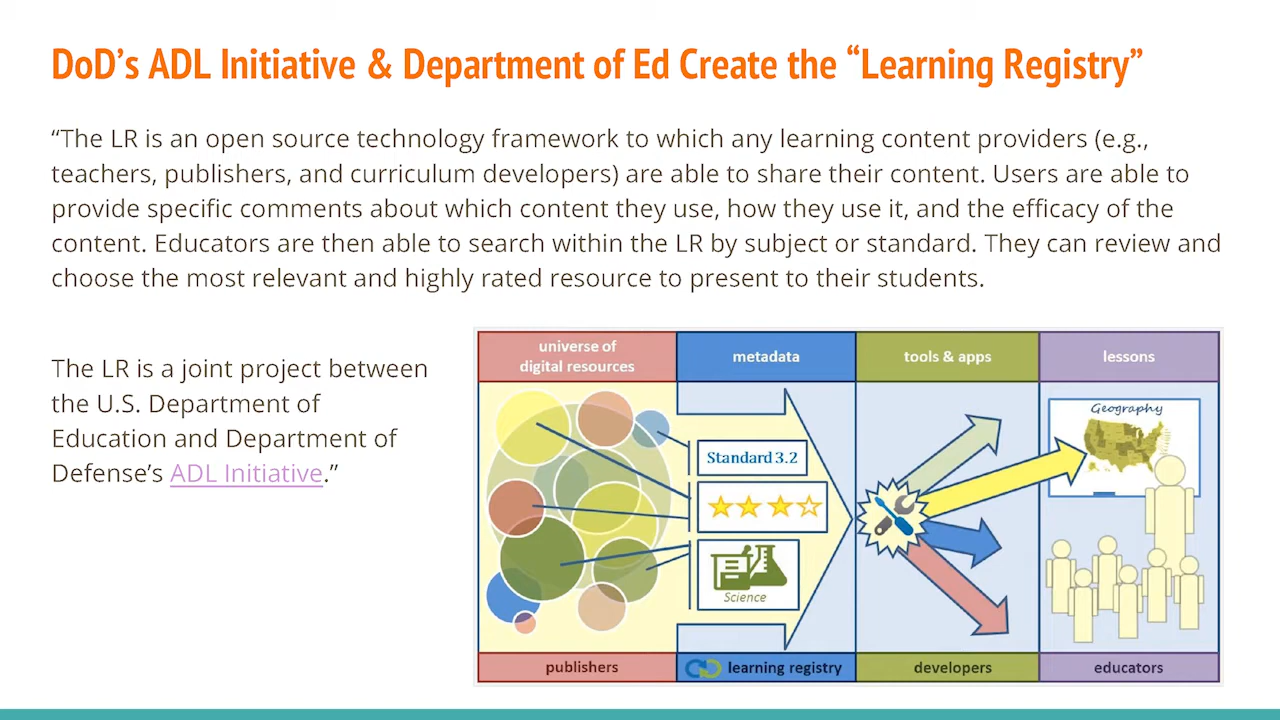 DoD’s ADL Initiative & Department of Ed Create the “Learning Registry”
“The LR is an open source technology framework to which any learning content providers (e.g.,
teachers, publishers, and curriculum developers) are able to share their content. Users are able to
provide specific comments about which content they use, how they use it, and the efficacy of the
content. Educators are then able to search within the LR by subject or standard. They can review and
choose the most relevant and highly rated resource to present to their students.
The LR is a joint project between
the U.S. Department of
Education and Department of
Defense’s ADL Initiative.”
universe of
digital resources
metadata
tools & apps
lessons
Standard 3.2
Science
Geography
publishers
learning registry
developers
educators